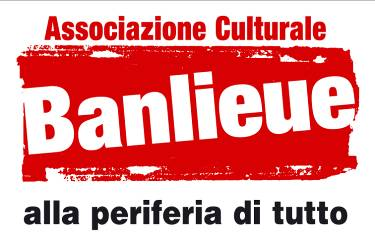 Associazione Culturale
Banlieue
alla periferia di tutto